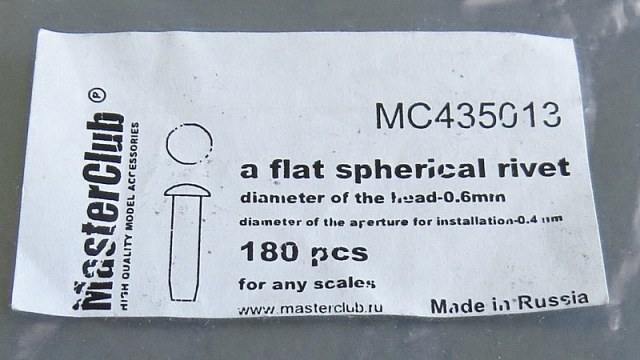 MasterClub ®
HIGH QUALITY MODEL ACCESSORIES
MC435013
a flat spherical rivet
diameter of the head-0.6mm
diameter of the aperture for installation-0.4 mm
180 pcs
for any scales
www.masterclub.ru
Made in Russia